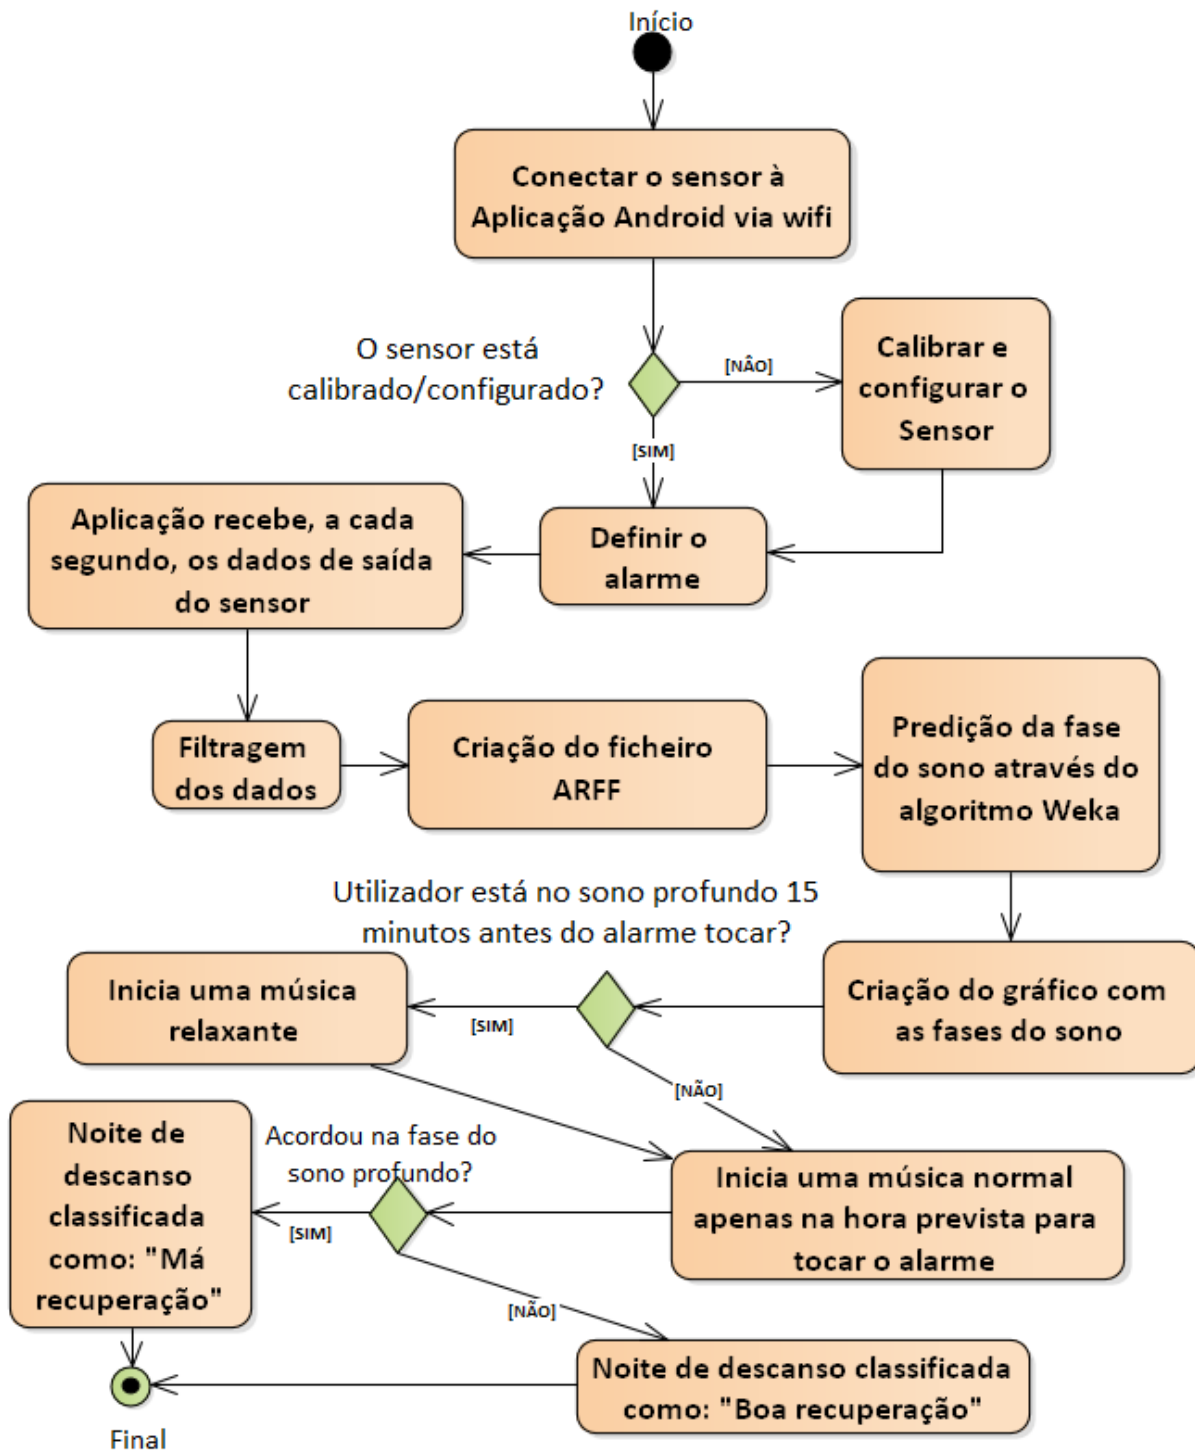 Início
Conectar o sensor à
Aplicação Android via wifi
O sensor está
calibrado/configurado?
[NÂO]
Calibrar e
configurar o
Sensor
[SIM]
Definir o
alarme
Aplicação recebe, a cada
segundo, os dados de saída
do sensor
Filtragem
dos dados
Criação do ficheiro
ARFF
Predição da fase
do sono através do
algoritmo Weka
Criação do gráfico com
as fases do sono
Utilizador está no sono profundo 15
minutos antes do alarme tocar?
[SIM]
Inicia uma música
relaxante
[NÃO]
Inicia uma música normal
apenas na hora prevista para
tocar o alarme
Acordou na fase do
sono profundo?
[SIM]
Noite de
descanso
classificada
como: "Má
recuperação"
[NÃO]
Noite de descanso classificada
como: "Boa recuperação"
Final